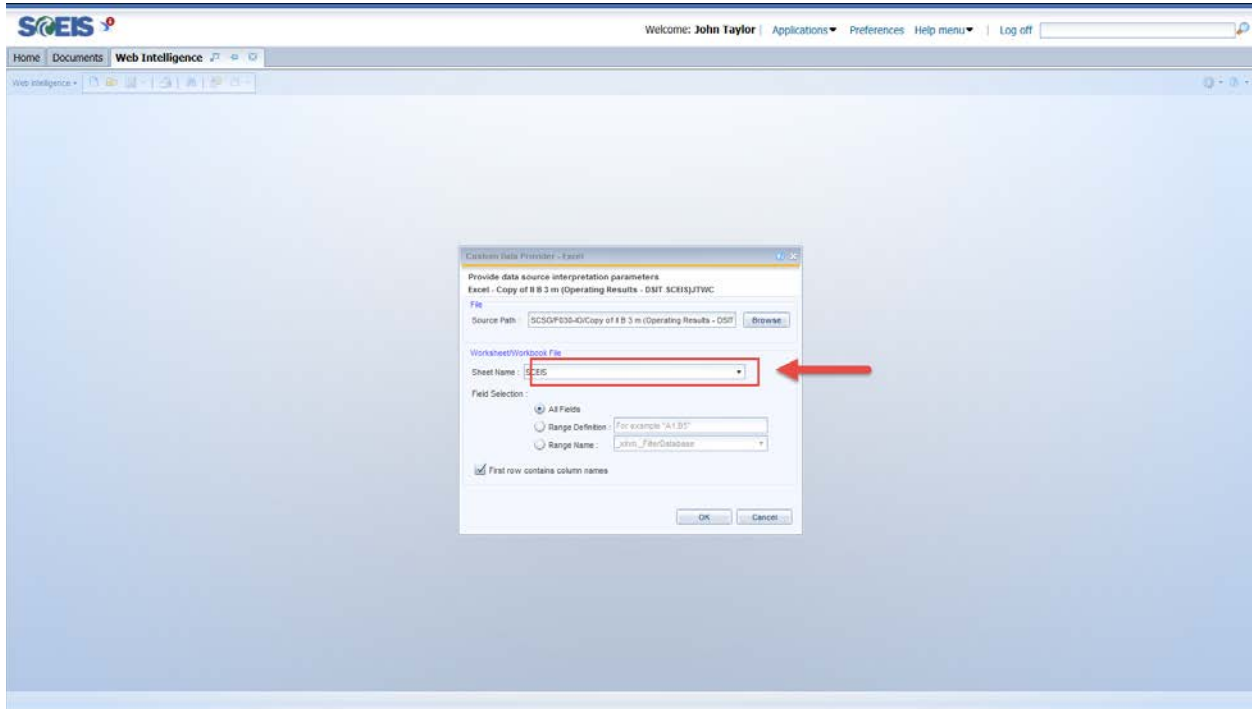 SCEIS
Welcome: John Taylor | Applications Preferences Help menu | Log off
Home Documents Web Intelligence
Web Intelligence
Custom Data Provider - Excel
Provide data source interpretation parameters
Excel - Copy of II B 3 m (Operating Results - DSIT SCEIS)JTWC
File
Source Path : SCSG/F030-IO/Copy of II B 3 m (Operating Results - DSIT Browse
Worksheet/Workbook File
Sheet Name : SCEIS
Field Selection :
All Fields
Range Definition : For example "A1:B5"
Range Name : _xlnm._FilterDatabase
First row contains column names
OK Cancel